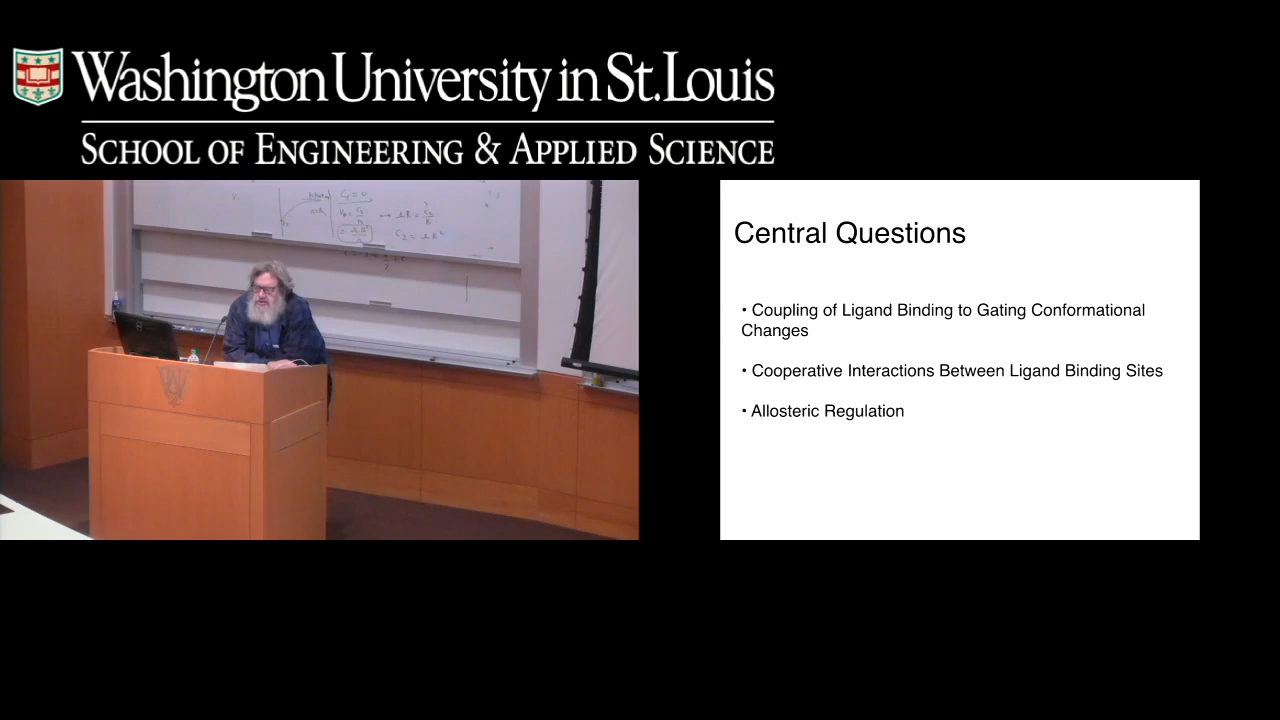 Washington University in St. Louis
SCHOOL OF ENGINEERING & APPLIED SCIENCE
Central Questions
• Coupling of Ligand Binding to Gating Conformational
Changes
• Cooperative Interactions Between Ligand Binding Sites
• Allosteric Regulation